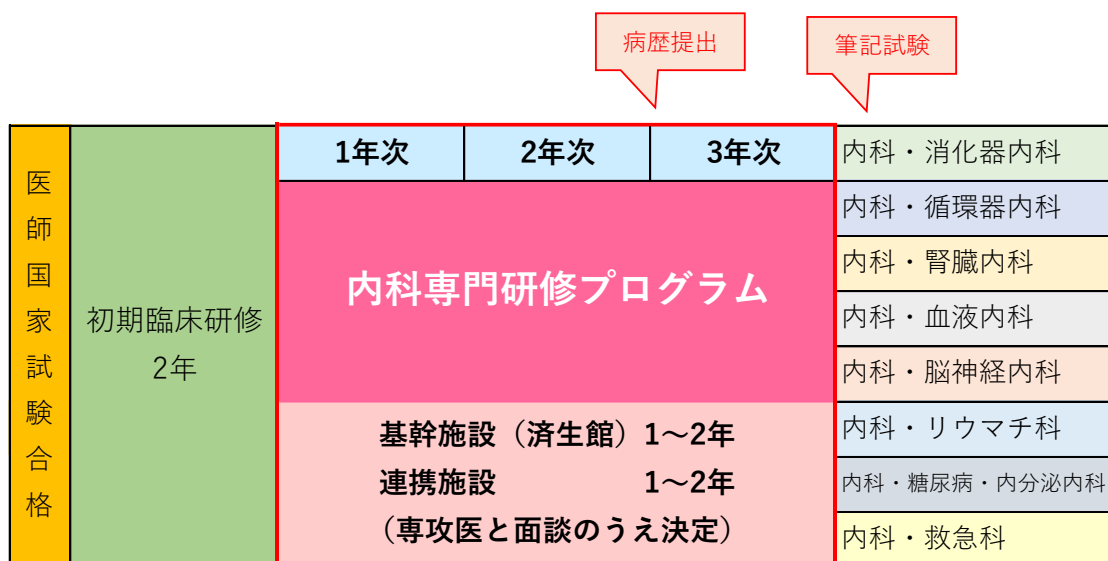 病歴提出
筆記試験
医師国家試験合格
初期臨床研修
2年
1年次
2年次
3年次
内科専門研修プログラム
基幹施設（済生館）1～2年
連携施設 1～2年
（専攻医と面談のうえ決定）
内科・消化器内科
内科・循環器内科
内科・腎臓内科
内科・血液内科
内科・脳神経内科
内科・リウマチ科
内科・糖尿病・内分泌内科
内科・救急科